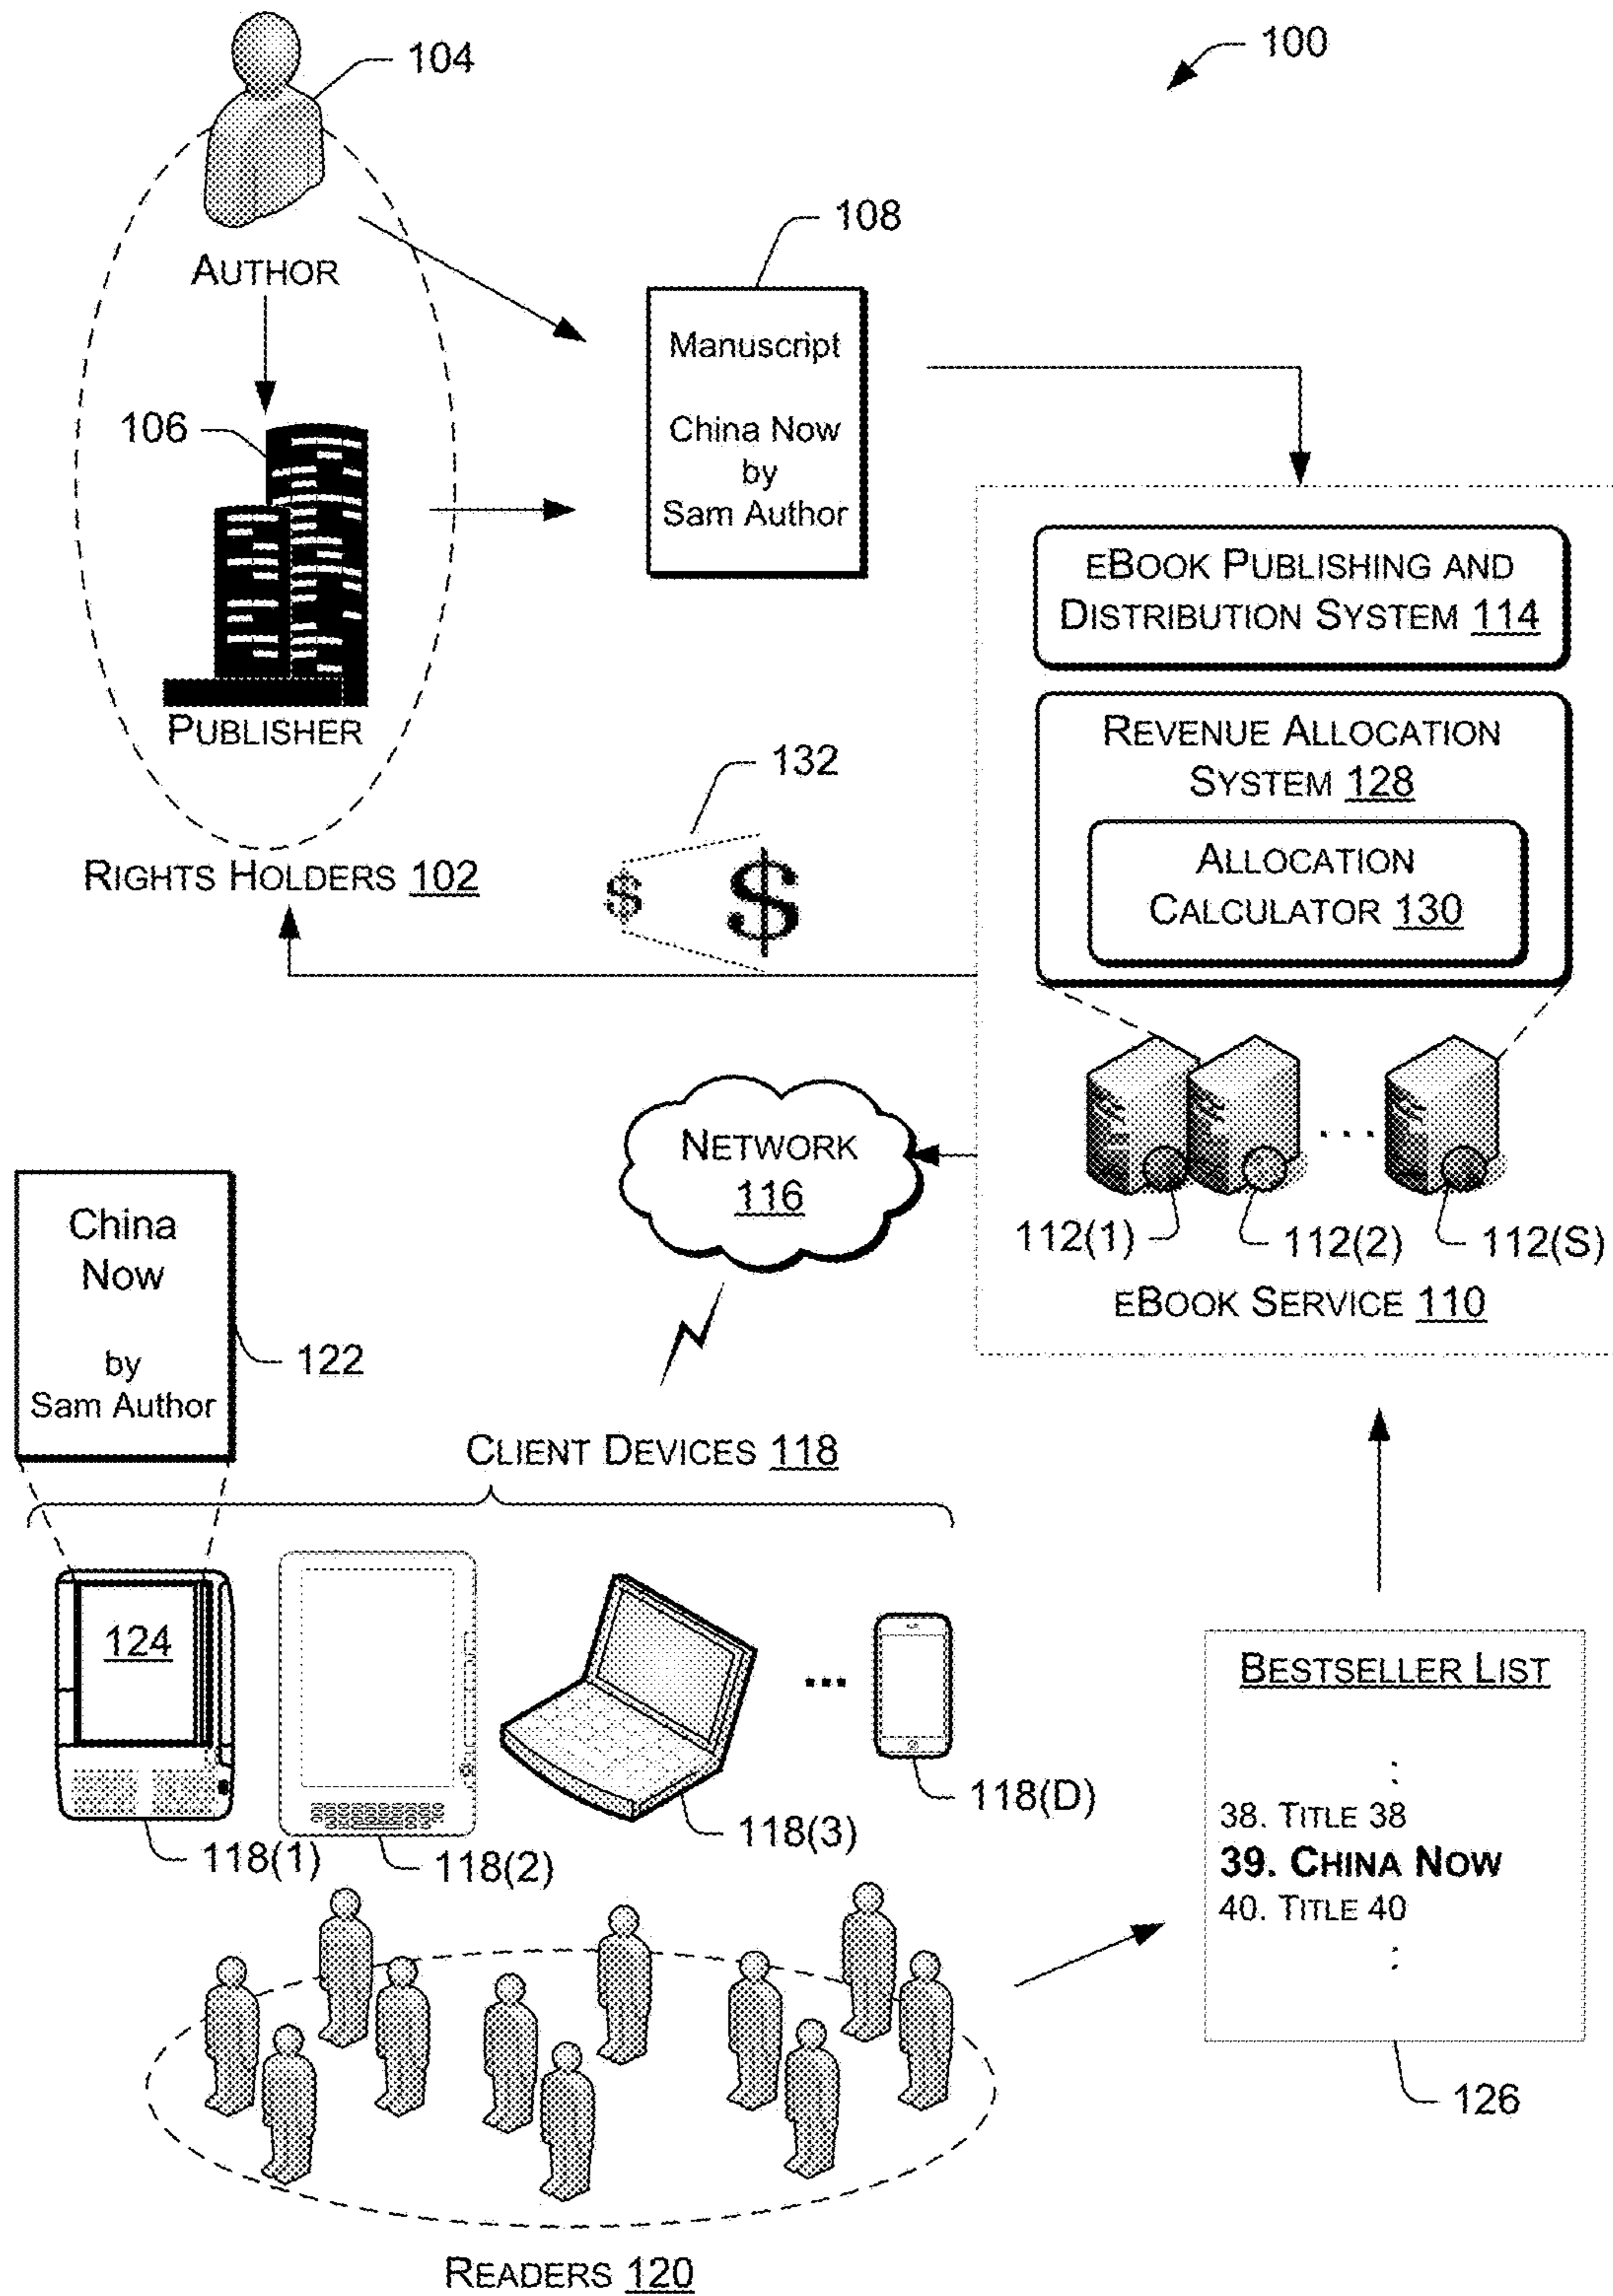 100
104
AUTHOR
106
PUBLISHER
RIGHTS HOLDERS 102
108
Manuscript
China Now
by
Sam Author
EBOOK PUBLISHING AND
DISTRIBUTION SYSTEM 114
REVENUE ALLOCATION
SYSTEM 128
ALLOCATION
CALCULATOR 130
132
$ $
112(1) 112(2) ... 112(S)
EBOOK SERVICE 110
NETWORK
116
China
Now
by
Sam Author
122
CLIENT DEVICES 118
124
...
118(1)
118(2)
118(3)
118(D)
BESTSELLER LIST
:
38. TITLE 38
39. CHINA NOW
40. TITLE 40
:
126
READERS 120